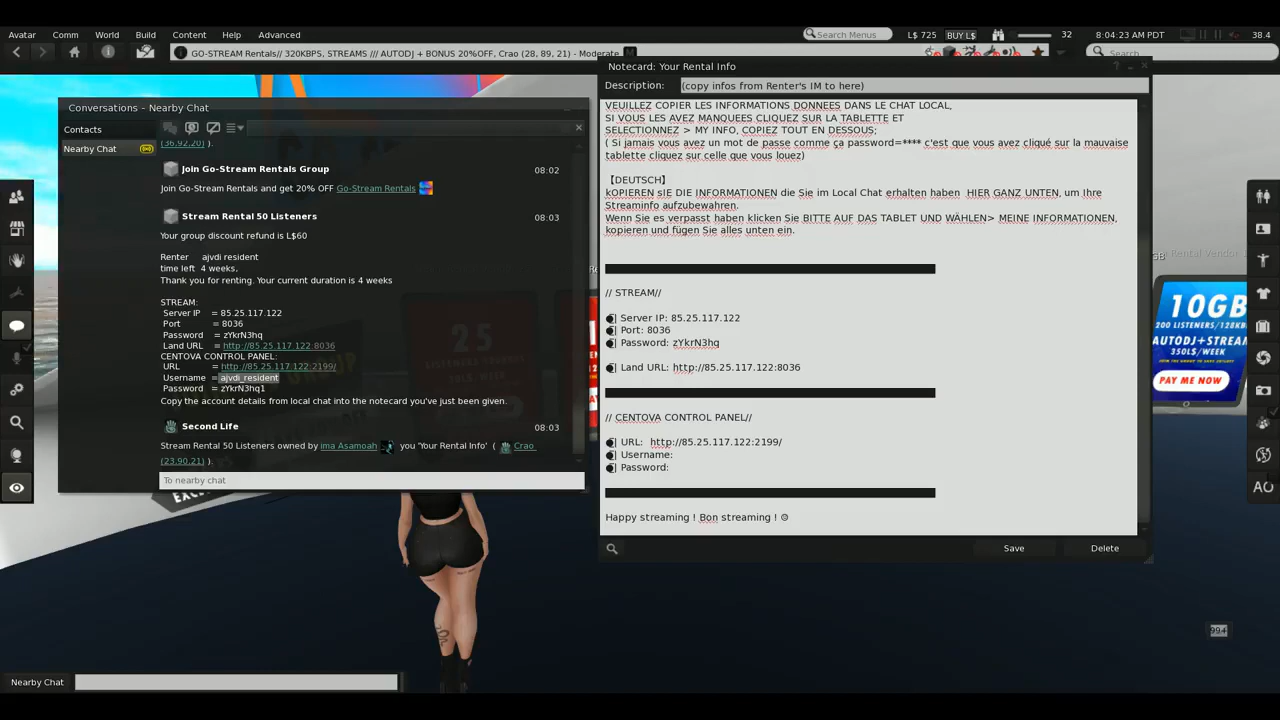 Avatar Comm World Build Content Help Advanced
Search Menus
L$ 725 BUY L$
32
8:04:23 AM PDT
38.4
GO-STREAM Rentals// 320KBPS, STREAMS /// AUTODJ + BONUS 20%OFF, Crao (28, 89, 21) - Moderate
Search
Conversations - Nearby Chat
Contacts
Nearby Chat
(36,92,20) ).
Join Go-Stream Rentals Group 08:02
Join Go-Stream Rentals and get 20% OFF Go-Stream Rentals
Stream Rental 50 Listeners 08:03
Your group discount refund is L$60
Renter ajvdi resident
time left 4 weeks,
Thank you for renting. Your current duration is 4 weeks
STREAM:
Server IP = 85.25.117.122
Port = 8036
Password = zYkrN3hq
Land URL = http://85.25.117.122:8036
CENTOVA CONTROL PANEL:
URL = http://85.25.117.122:2199/
Username = ajvdi_resident
Password = zYkrN3hq1
Copy the account details from local chat into the notecard you've just been given.
Second Life 08:03
Stream Rental 50 Listeners owned by ima Asamoah you 'Your Rental Info' ( Crao
(23,90,21) ).
To nearby chat
Notecard: Your Rental Info
Description: (copy infos from Renter's IM to here)
VEUILLEZ COPIER LES INFORMATIONS DONNEES DANS LE CHAT LOCAL,
SI VOUS LES AVEZ MANQUEES CLIQUEZ SUR LA TABLETTE ET
SELECTIONNEZ > MY INFO, COPIEZ TOUT EN DESSOUS;
( Si jamais vous avez un mot de passe comme ça password=**** c'est que vous avez cliqué sur la mauvaise
tablette cliquez sur celle que vous louez)
【DEUTSCH】
kOPIEREN sIE DIE INFORMATIONEN die Sie im Local Chat erhalten haben HIER GANZ UNTEN, um Ihre
Streaminfo aufzubewahren.
Wenn Sie es verpasst haben klicken Sie BITTE AUF DAS TABLET UND WÄHLEN> MEINE INFORMATIONEN,
kopieren und fügen Sie alles unten ein.
// STREAM//
Server IP: 85.25.117.122
Port: 8036
Password: zYkrN3hg
Land URL: http://85.25.117.122:8036
// CENTOVA CONTROL PANEL//
URL: http://85.25.117.122:2199/
Username:
Password:
Happy streaming ! Bon streaming ! ☺
Save Delete
25
10GB
200 LISTENERS/128KB
AUTODJ+STREAM
350L$/WEEK
PAY ME NOW
AO
994
Nearby Chat